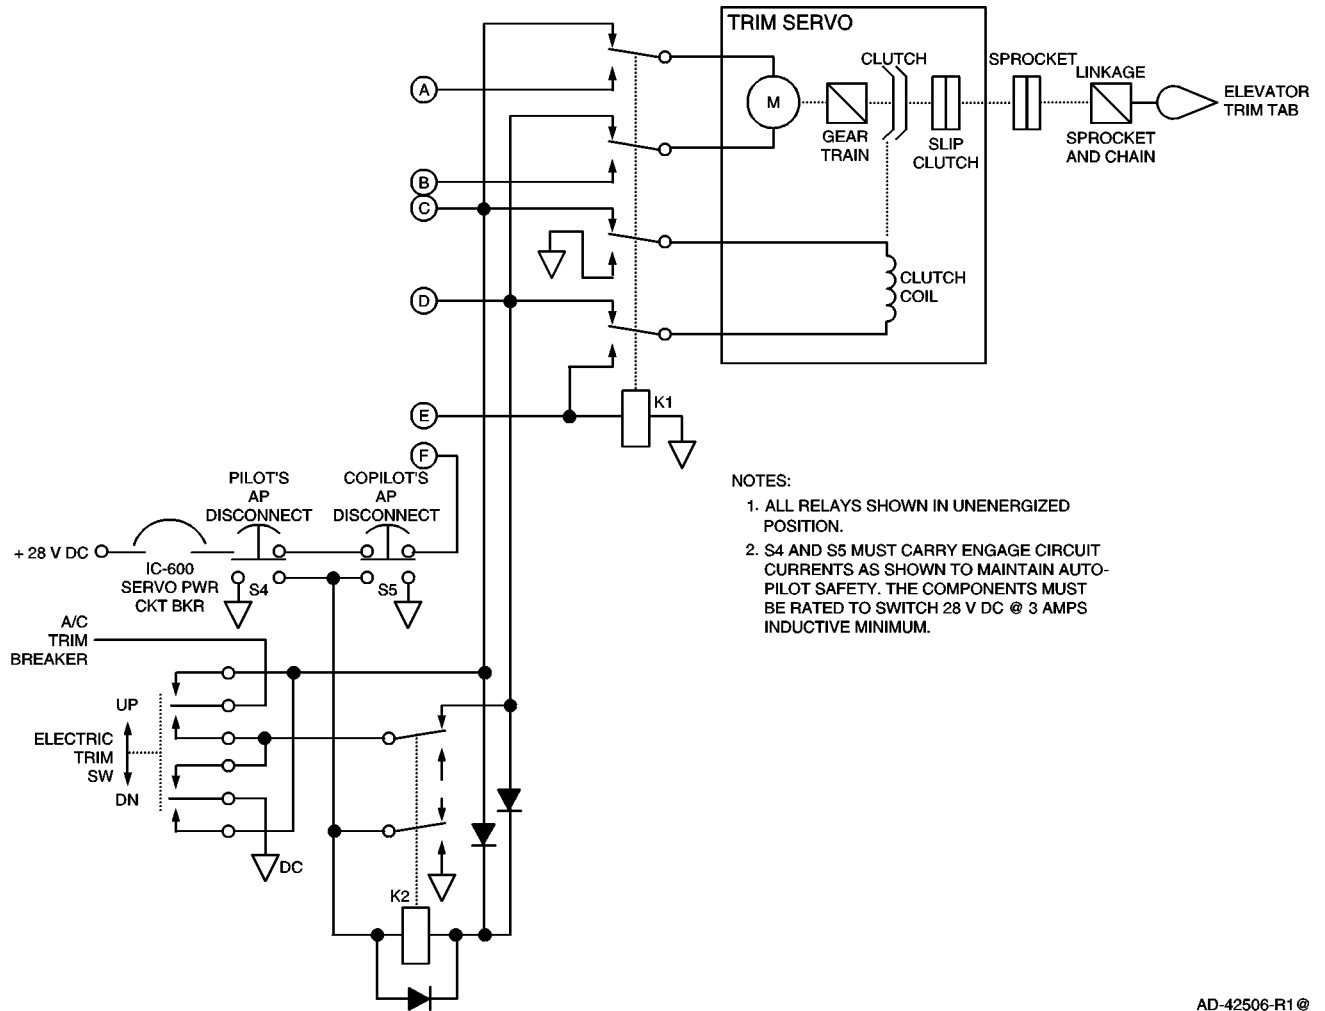 TRIM SERVO
CLUTCH
SPROCKET
LINKAGE
ELEVATOR
TRIM TAB
A
M
GEAR
TRAIN
SLIP
CLUTCH
SPROCKET
AND CHAIN
B
C
CLUTCH
COIL
D
E
K1
F
PILOT'S
AP
DISCONNECT
COPILOT'S
AP
DISCONNECT
+ 28 V DC
IC-600
SERVO PWR
CKT BKR
S4
S5
NOTES:
1. ALL RELAYS SHOWN IN UNENERGIZED
POSITION.
2. S4 AND S5 MUST CARRY ENGAGE CIRCUIT
CURRENTS AS SHOWN TO MAINTAIN AUTO-
PILOT SAFETY. THE COMPONENTS MUST
BE RATED TO SWITCH 28 V DC @ 3 AMPS
INDUCTIVE MINIMUM.
A/C
TRIM
BREAKER
UP
ELECTRIC
TRIM
SW
DN
DC
K2
AD-42506-R1@